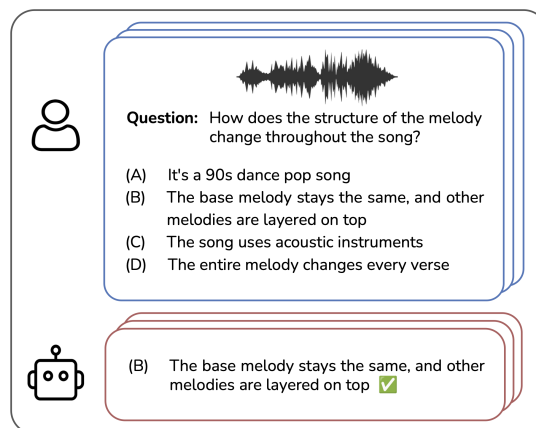 Question: How does the structure of the melody
change throughout the song?
(A) It's a 90s dance pop song
(B) The base melody stays the same, and other
melodies are layered on top
(C) The song uses acoustic instruments
(D) The entire melody changes every verse
(B) The base melody stays the same, and other
melodies are layered on top ✅